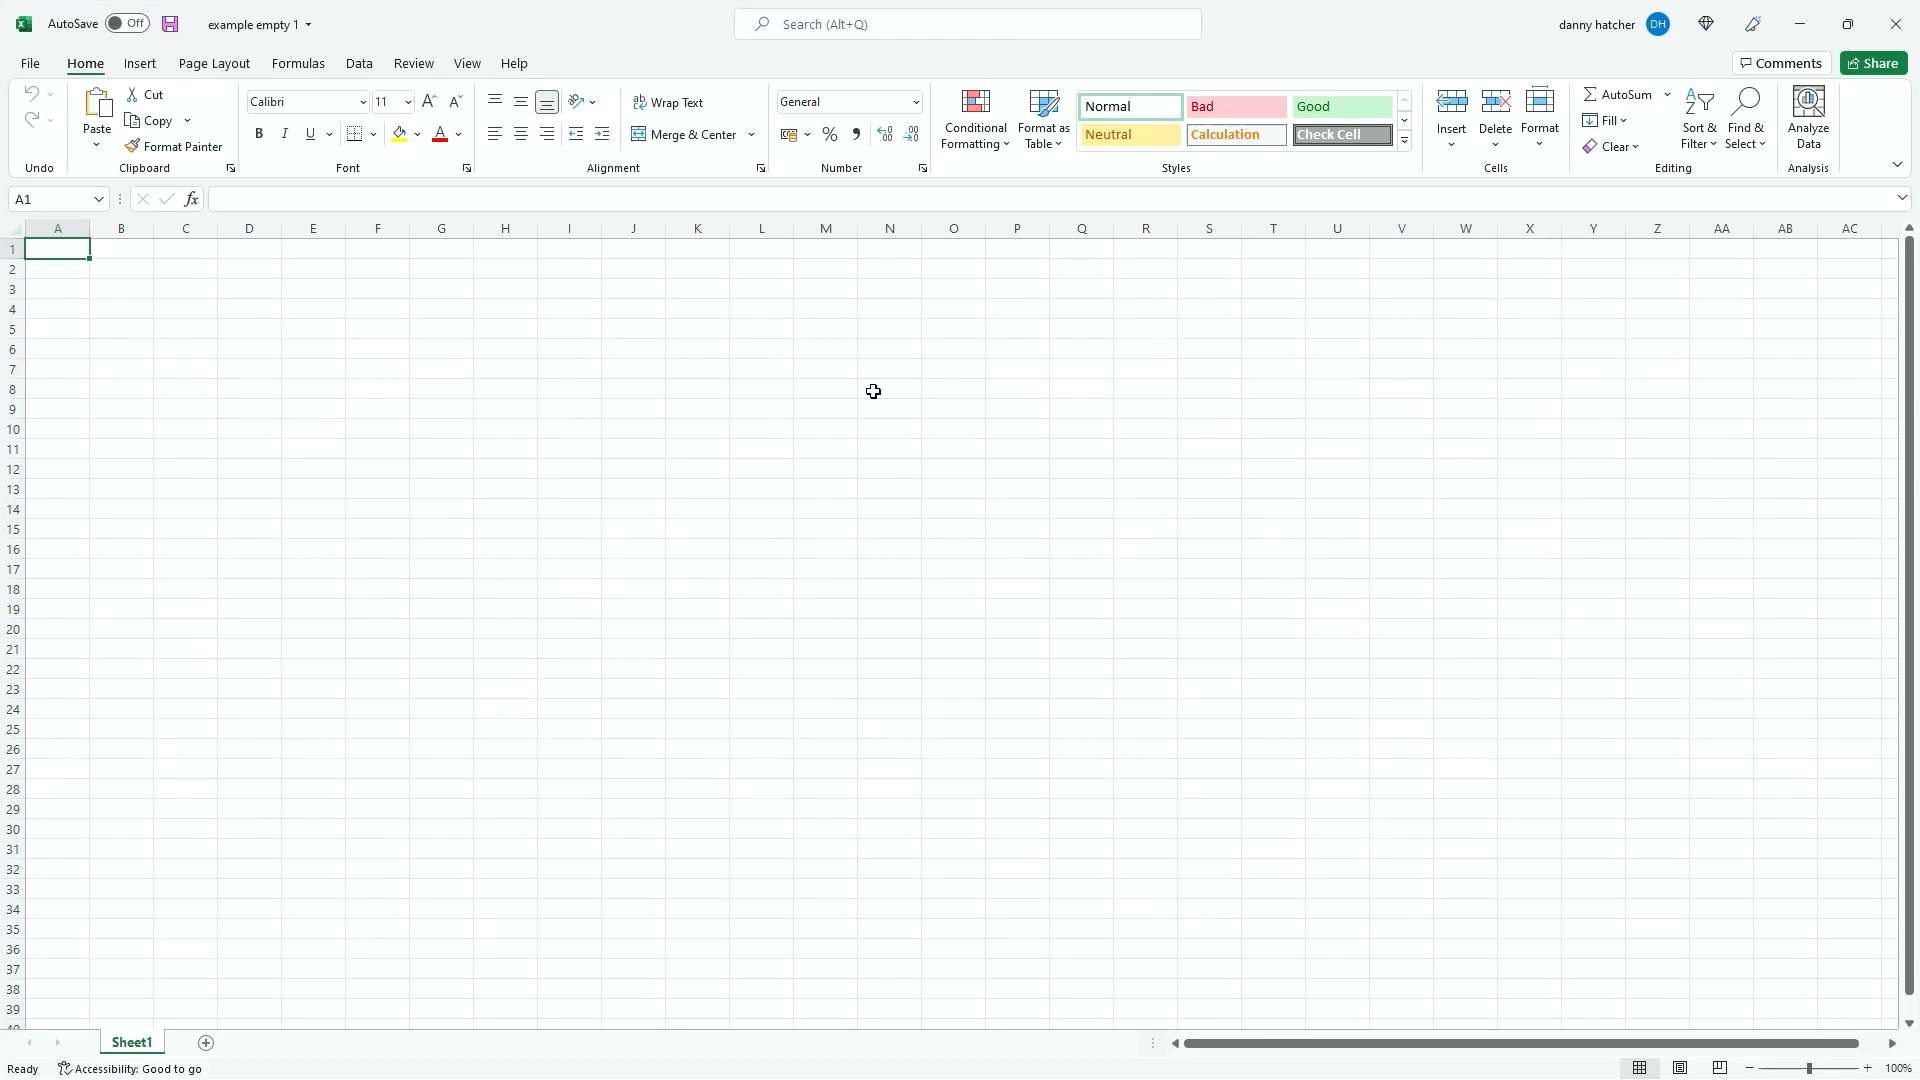 AutoSave Off example empty 1 Search (Alt+Q) danny hatcher DH
File Home Insert Page Layout Formulas Data Review View Help Comments Share
Undo
Paste Cut
Copy
Format Painter
Clipboard
Calibri 11
B I U A
Font
Wrap Text
Merge & Center
Alignment
General
% 
Number
Conditional Formatting
Format as Table
Normal Bad Good
Neutral Calculation Check Cell
Styles
Insert Delete Format
Cells
AutoSum
Fill
Clear
Sort & Filter
Find & Select
Editing
Analyze Data
Analysis
A1 fx
A B C D E F G H I J K L M N O P Q R S T U V W X Y Z AA AB AC
1
2
3
4
5
6
7
8
9
10
11
12
13
14
15
16
17
18
19
20
21
22
23
24
25
26
27
28
29
30
31
32
33
34
35
36
37
38
39
40
Sheet1
Ready Accessibility: Good to go 100%